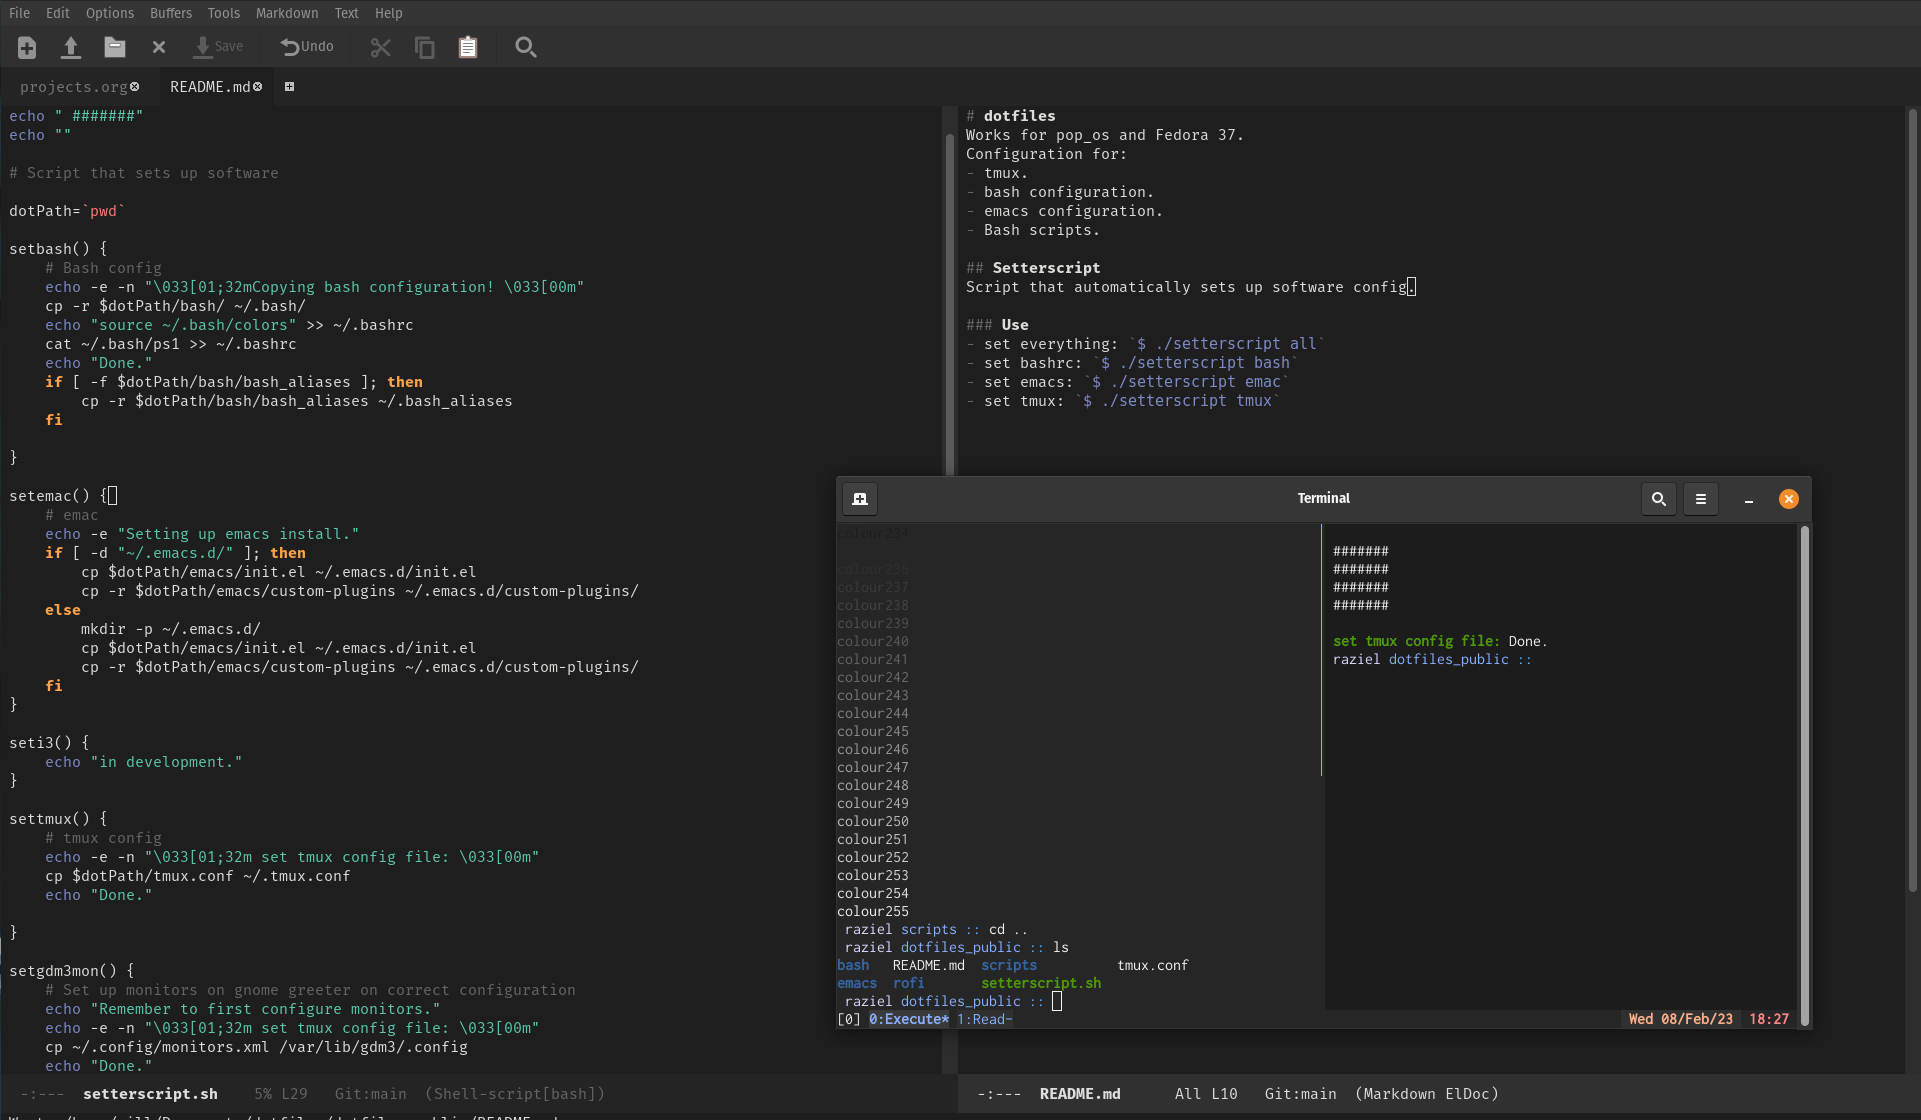 File Edit Options Buffers Tools Markdown Text Help
Save Undo
projects.org README.md
echo " #######"
echo ""
# Script that sets up software
dotPath=`pwd`
setbash() {
# Bash config
echo -e -n "\033[01;32mCopying bash configuration! \033[00m"
cp -r $dotPath/bash/ ~/.bash/
echo "source ~/.bash/colors" >> ~/.bashrc
cat ~/.bash/ps1 >> ~/.bashrc
echo "Done."
if [ -f $dotPath/bash/bash_aliases ]; then
cp -r $dotPath/bash/bash_aliases ~/.bash_aliases
fi
}
setemac() {
# emac
echo -e "Setting up emacs install."
if [ -d "~/.emacs.d/" ]; then
cp $dotPath/emacs/init.el ~/.emacs.d/init.el
cp -r $dotPath/emacs/custom-plugins ~/.emacs.d/custom-plugins/
else
mkdir -p ~/.emacs.d/
cp $dotPath/emacs/init.el ~/.emacs.d/init.el
cp -r $dotPath/emacs/custom-plugins ~/.emacs.d/custom-plugins/
fi
}
seti3() {
echo "in development."
}
settmux() {
# tmux config
echo -e -n "\033[01;32m set tmux config file: \033[00m"
cp $dotPath/tmux.conf ~/.tmux.conf
echo "Done."
}
setgdm3mon() {
# Set up monitors on gnome greeter on correct configuration
echo "Remember to first configure monitors."
echo -e -n "\033[01;32m set tmux config file: \033[00m"
cp ~/.config/monitors.xml /var/lib/gdm3/.config
echo "Done."
-:--- setterscript.sh 5% L29 Git:main (Shell-script[bash])
# dotfiles
Works for pop_os and Fedora 37.
Configuration for:
- tmux.
- bash configuration.
- emacs configuration.
- Bash scripts.
## Setterscript
Script that automatically sets up software config.
### Use
- set everything: `$ ./setterscript all`
- set bashrc: `$ ./setterscript bash`
- set emacs: `$ ./setterscript emac`
- set tmux: `$ ./setterscript tmux`
-:--- README.md All L10 Git:main (Markdown ElDoc)
Terminal
colour234
colour236
colour237
colour238
colour239
colour240
colour241
colour242
colour243
colour244
colour245
colour246
colour247
colour248
colour249
colour250
colour251
colour252
colour253
colour254
colour255
raziel scripts :: cd ..
raziel dotfiles_public :: ls
bash README.md scripts tmux.conf
emacs rofi setterscript.sh
raziel dotfiles_public ::
#######
#######
#######
#######
set tmux config file: Done.
raziel dotfiles_public ::
[0] 0:Execute* 1:Read- Wed 08/Feb/23 18:27